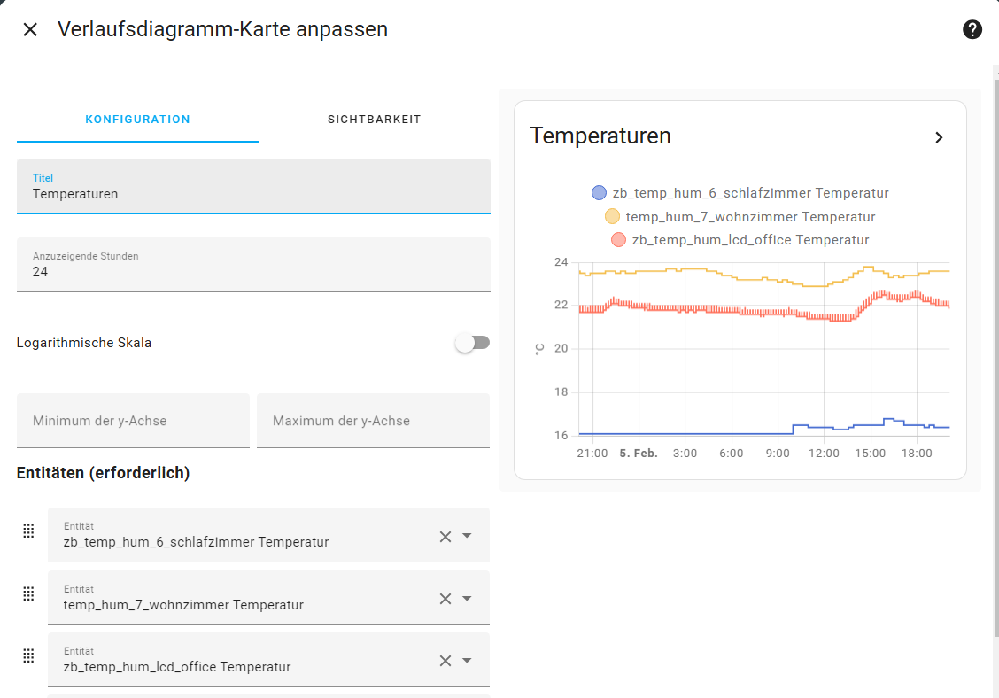 Verlaufsdiagramm-Karte anpassen
KONFIGURATION
SICHTBARKEIT
Titel
Temperaturen
Anzuzeigende Stunden
24
Logarithmische Skala
Minimum der y-Achse
Maximum der y-Achse
Entitäten (erforderlich)
Entität
zb_temp_hum_6_schlafzimmer Temperatur
Entität
temp_hum_7_wohnzimmer Temperatur
Entität
zb_temp_hum_lcd_office Temperatur
Temperaturen
zb_temp_hum_6_schlafzimmer Temperatur
temp_hum_7_wohnzimmer Temperatur
zb_temp_hum_lcd_office Temperatur
°C
24
22
20
18
16
21:00 5. Feb. 3:00 6:00 9:00 12:00 15:00 18:00